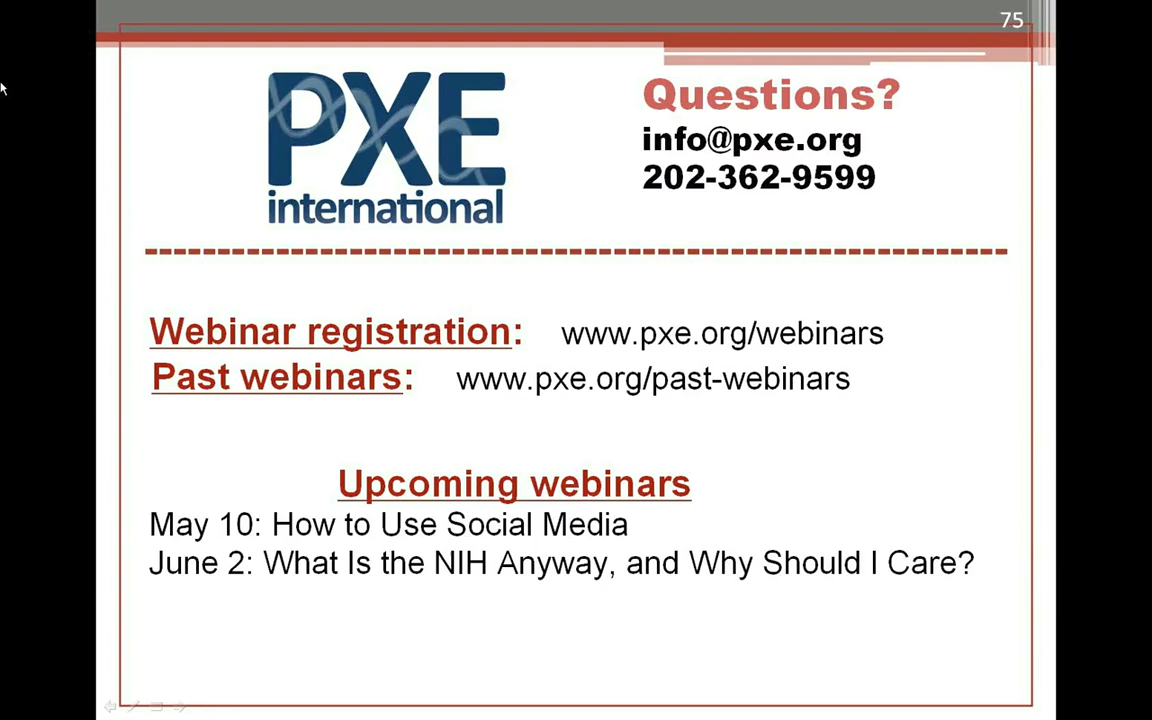 75
PXE
international
Questions?
info@pxe.org
202-362-9599
Webinar registration: www.pxe.org/webinars
Past webinars: www.pxe.org/past-webinars
Upcoming webinars
May 10: How to Use Social Media
June 2: What Is the NIH Anyway, and Why Should I Care?